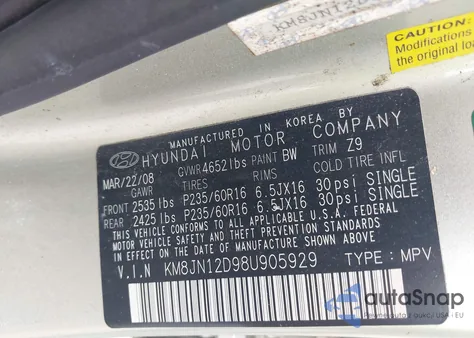 KM8JN12D
CAUTION:
Modifications
MANUFACTURED IN KOREA BY
HYUNDAI MOTOR COMPANY
MAR/22/08 GVWR 4652lbs PAINT BW TRIM Z9
GAWR TIRES RIMS COLD TIRE INFL
FRONT 2535lbs P235/60R16 6.5JX16 30psi SINGLE
REAR 2425lbs P235/60R16 6.5JX16 30psi SINGLE
THIS VEHICLE CONFORMS TO ALL APPLICABLE U.S.A. FEDERAL
MOTOR VEHICLE SAFETY AND THEFT PREVENTION STANDARDS
IN EFFECT ON THE DATE OF MANUFACTURE SHOWN ABOVE.
V.I.N KM8JN12D98U905929 TYPE: MPV
autoSnap